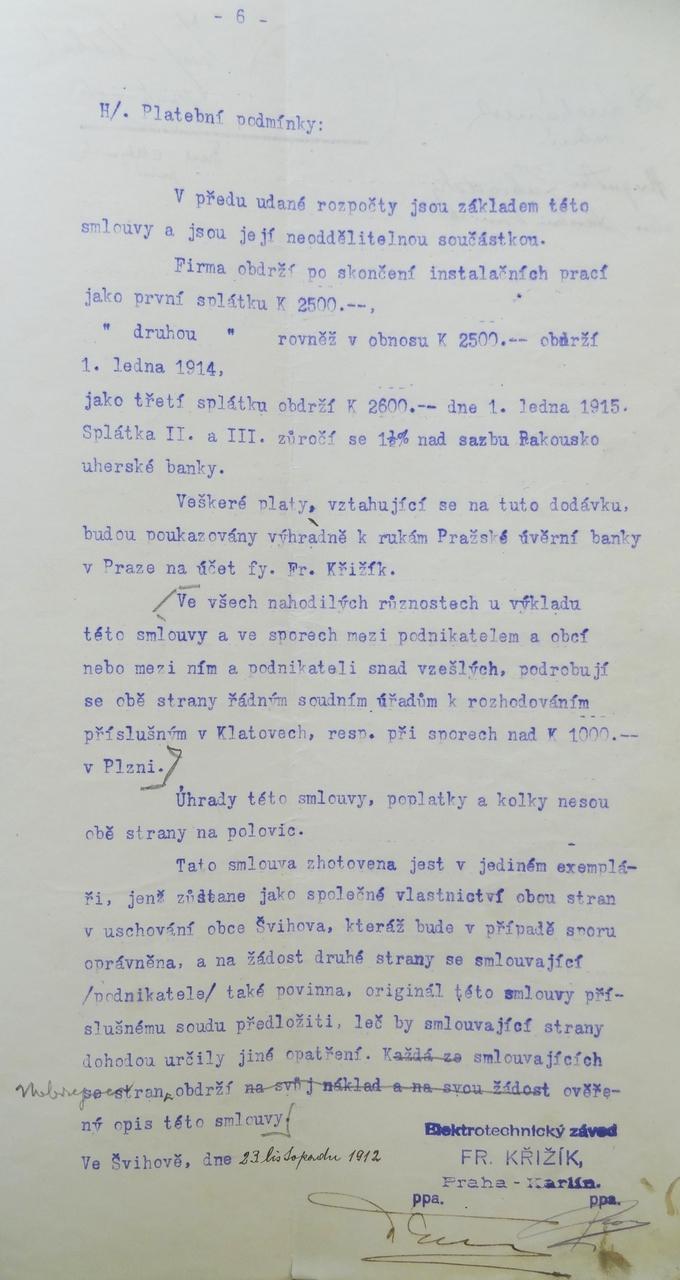 - 6 -
H/. Platební podmínky:
V předu udané rozpočty jsou základem této
smlouvy a jsou její neoddělitelnou součástkou.
Firma obdrží po skončení instalačních prací
jako první splátku K 2500.--,
" druhou " rovněž v obnosu K 2500.-- obdrží
1. ledna 1914,
jako třetí splátku obdrží K 2600.-- dne 1. ledna 1915.
Splátka II. a III. zúročí se 1½% nad sazbu Rakousko
uherské banky.
Veškeré platy, vztahující se na tuto dodávku,
budou poukazovány výhradně k rukám Pražské úvěrní banky
v Praze na účet fy. Fr. Křižík.
Ve všech nahodilých různostech u výkladu
této smlouvy a ve sporech mezi podnikatelem a obcí
nebo mezi ním a podnikateli snad vzešlých, podrobují
se obě strany řádným soudním úřadům k rozhodováním
příslušným v Klatovech, resp. při sporech nad K 1000.--
v Plzni.
Úhrady této smlouvy, poplatky a kolky nesou
obě strany na polovic.
Tato smlouva zhotovena jest v jediném exemplá-
ři, jenž zůstane jako společné vlastnictví obou stran
v uschování obce Švihova, kteráž bude v případě sporu
oprávněna, a na žádost druhé strany se smlouvající
/podnikatele/ také povinna, originál této smlouvy pří-
slušnému soudu předložiti, leč by smlouvající strany
dohodou určily jiné opatření. Každá ze smlouvajících
se stran obdrží na svůj náklad a na svou žádost ověře-
ný opis této smlouvy.
Ve Švihově, dne 23 listopadu 1912
Elektrotechnický závod
FR. KŘIŽÍK,
Praha - Karlín.
ppa. ppa.